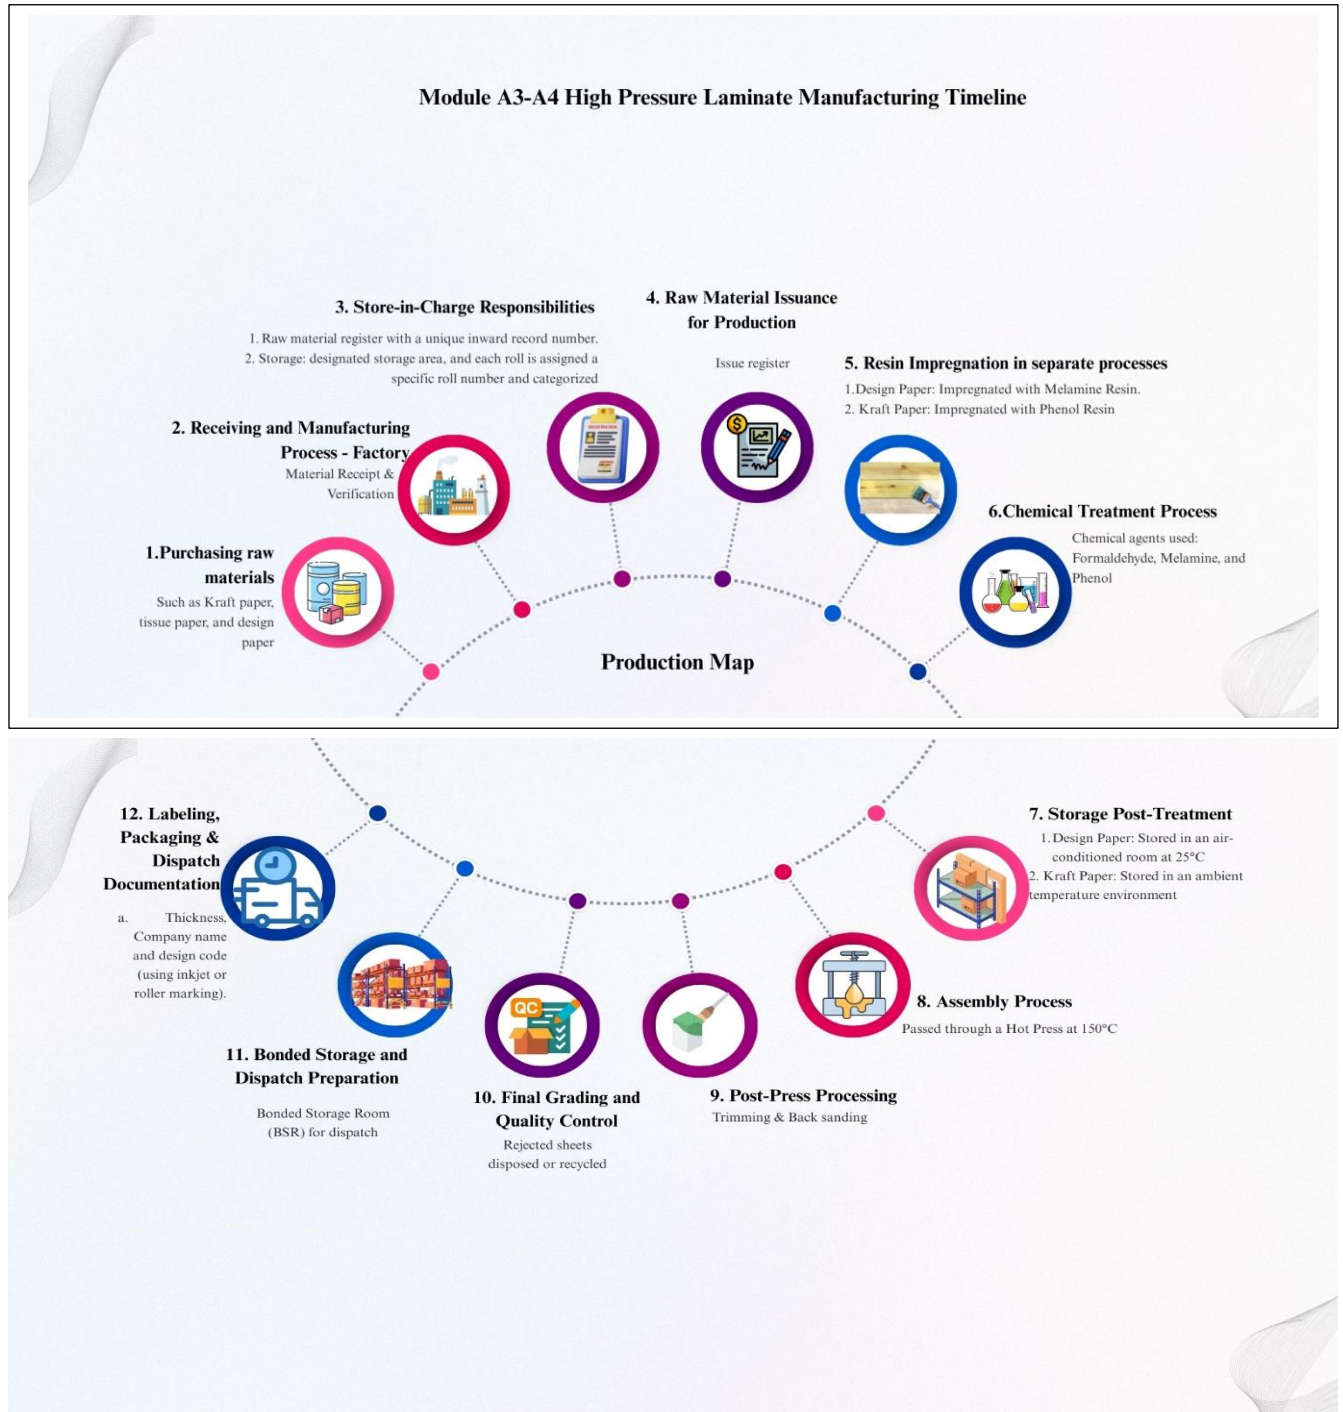 Module A3-A4 High Pressure Laminate Manufacturing Timeline
1.Purchasing raw
materials
Such as Kraft paper,
tissue paper, and design
paper
2. Receiving and Manufacturing
Process - Factory
Material Receipt &
Verification
3. Store-in-Charge Responsibilities
1. Raw material register with a unique inward record number.
2. Storage: designated storage area, and each roll is assigned a
specific roll number and categorized
4. Raw Material Issuance
for Production
Issue register
5. Resin Impregnation in separate processes
1.Design Paper: Impregnated with Melamine Resin.
2. Kraft Paper: Impregnated with Phenol Resin
6.Chemical Treatment Process
Chemical agents used:
Formaldehyde, Melamine, and
Phenol
Production Map
7. Storage Post-Treatment
1.Design Paper: Stored in an air-
conditioned room at 25°C
2. Kraft Paper: Stored in an ambient
temperature environment
8. Assembly Process
Passed through a Hot Press at 150°C
9. Post-Press Processing
Trimming & Back sanding
QC
10. Final Grading and
Quality Control
Rejected sheets
disposed or recycled
11. Bonded Storage and
Dispatch Preparation
Bonded Storage Room
(BSR) for dispatch
12. Labeling,
Packaging &
Dispatch
Documentation
a. Thickness,
Company name
and design code
(using inkjet or
roller marking).